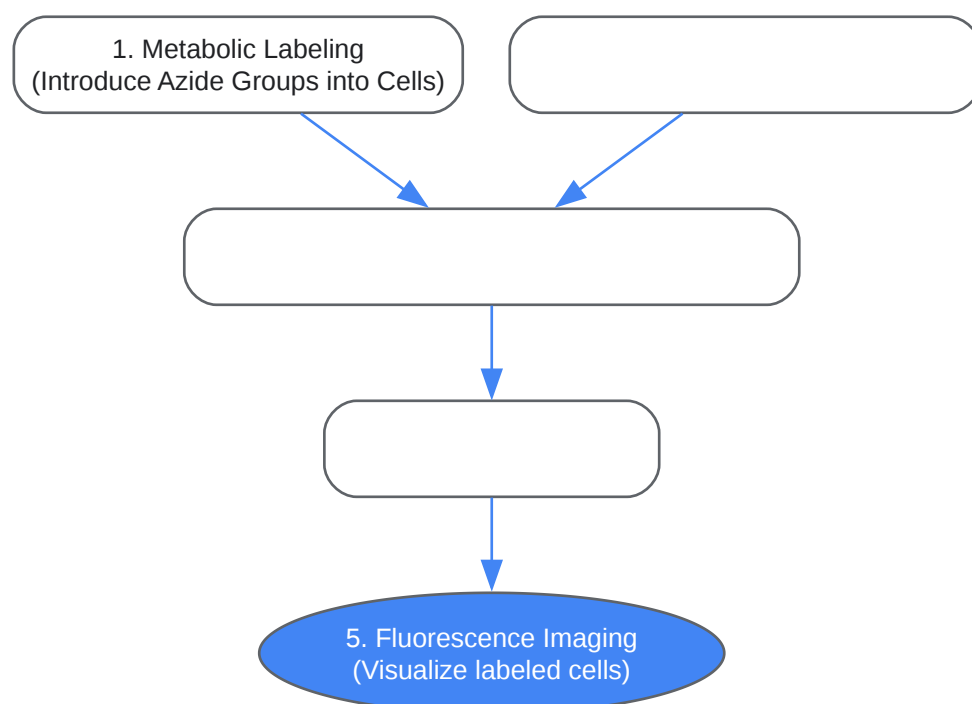 1. Metabolic Labeling
(Introduce Azide Groups into Cells)
5. Fluorescence Imaging
(Visualize labeled cells)